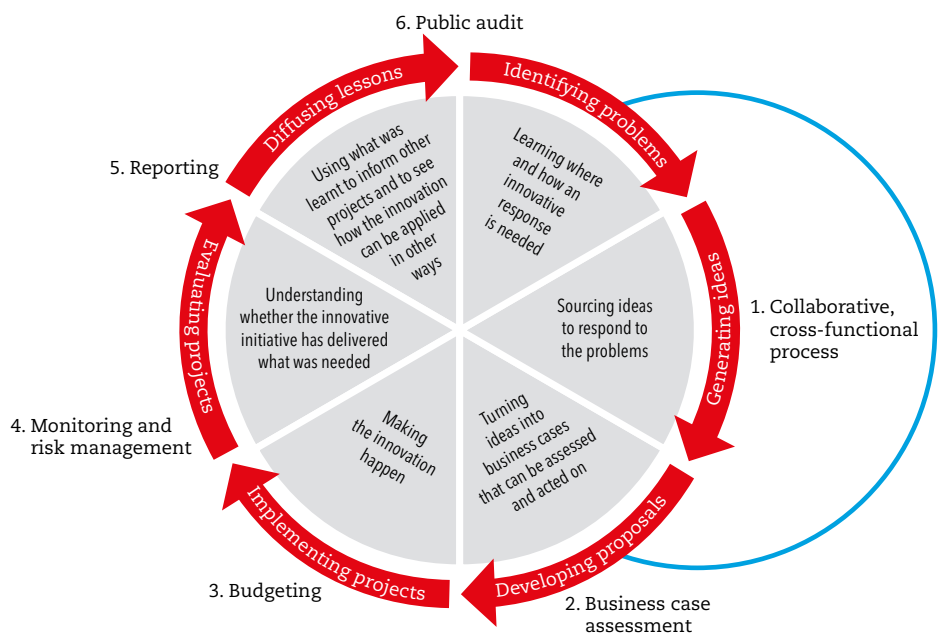 6. Public audit
Identifying problems
Learning where
and how an
innovative
response
is needed
Generating ideas
Sourcing ideas
to respond to
the problems
1. Collaborative,
cross-functional
process
Developing proposals
Turning
ideas into
business cases
that can be assessed
and acted on
2. Business case
assessment
Implementing projects
Making
the innovation
happen
3. Budgeting
Evaluating projects
Understanding
whether the innovative
initiative has delivered
what was needed
4. Monitoring and
risk management
Diffusing lessons
Using what was
learnt to inform other
projects and to see
how the innovation
can be applied
in other
ways
5. Reporting